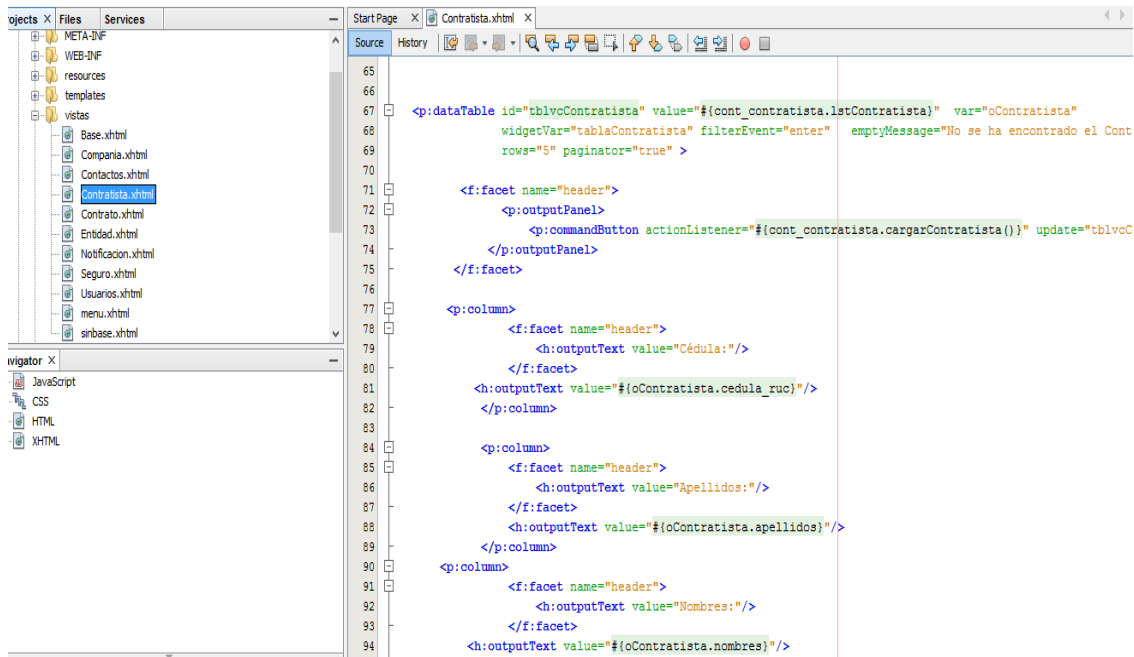 rojects X Files Services
META-INF
WEB-INF
resources
templates
vistas
Base.xhtml
Compania.xhtml
Contactos.xhtml
Contratista.xhtml
Contrato.xhtml
Entidad.xhtml
Notificacion.xhtml
Seguro.xhtml
Usuarios.xhtml
menu.xhtml
sinbase.xhtml
avigator X
JavaScript
CSS
HTML
XHTML
Start Page X Contratista.xhtml X
Source History
65
66
67 <p:dataTable id="tblvcContratista" value="#{cont_contratista.lstContratista}" var="oContratista"
68 widgetVar="tablaContratista" filterEvent="enter" emptyMessage="No se ha encontrado el Cont
69 rows="5" paginator="true" >
70
71 <f:facet name="header">
72 <p:outputPanel>
73 <p:commandButton actionListener="#{cont_contratista.cargarContratista()}" update="tblvcC
74 </p:outputPanel>
75 </f:facet>
76
77 <p:column>
78 <f:facet name="header">
79 <h:outputText value="Cédula:"/>
80 </f:facet>
81 <h:outputText value="#{oContratista.cedula_ruc}"/>
82 </p:column>
83
84 <p:column>
85 <f:facet name="header">
86 <h:outputText value="Apellidos:"/>
87 </f:facet>
88 <h:outputText value="#{oContratista.apellidos}"/>
89 </p:column>
90 <p:column>
91 <f:facet name="header">
92 <h:outputText value="Nombres:"/>
93 </f:facet>
94 <h:outputText value="#{oContratista.nombres}"/>